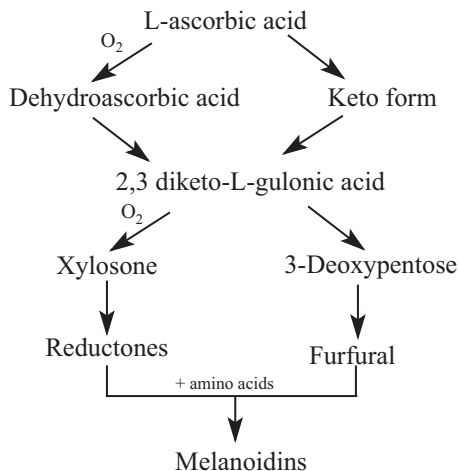 L-ascorbic acid
O2
Dehydroascorbic acid
Keto form
2,3 diketo-L-gulonic acid
O2
Xylosone
3-Deoxypentose
Reductones
Furfural
+ amino acids
Melanoidins